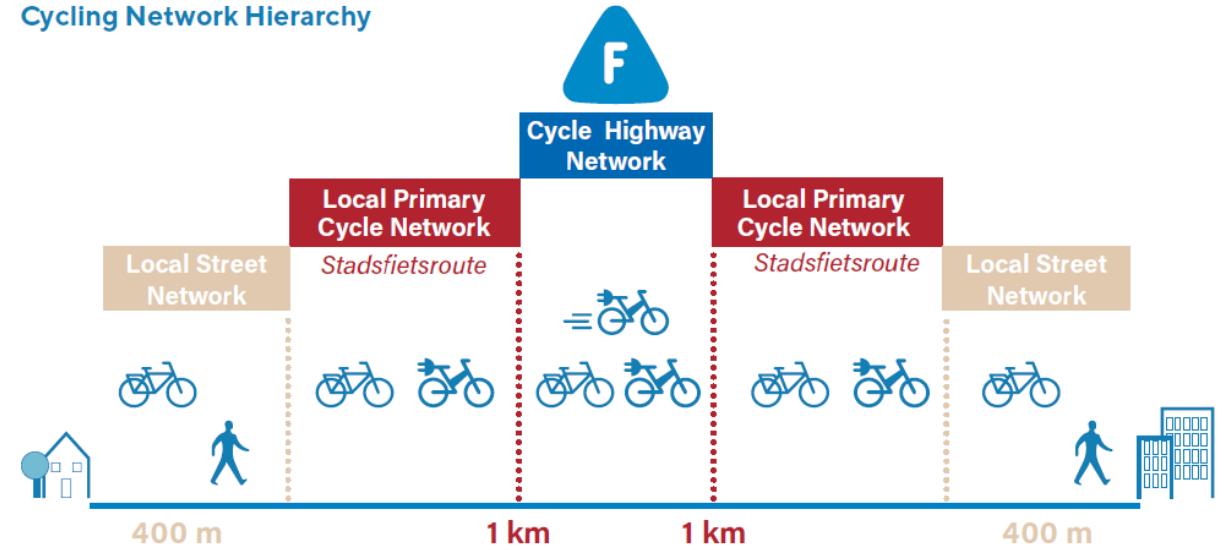 Cycling Network Hierarchy
F
Cycle Highway
Network
Local Primary
Cycle Network
Local Primary
Cycle Network
Stadsfietsroute
Stadsfietsroute
Local Street
Network
Local Street
Network
400 m
1 km
1 km
400 m